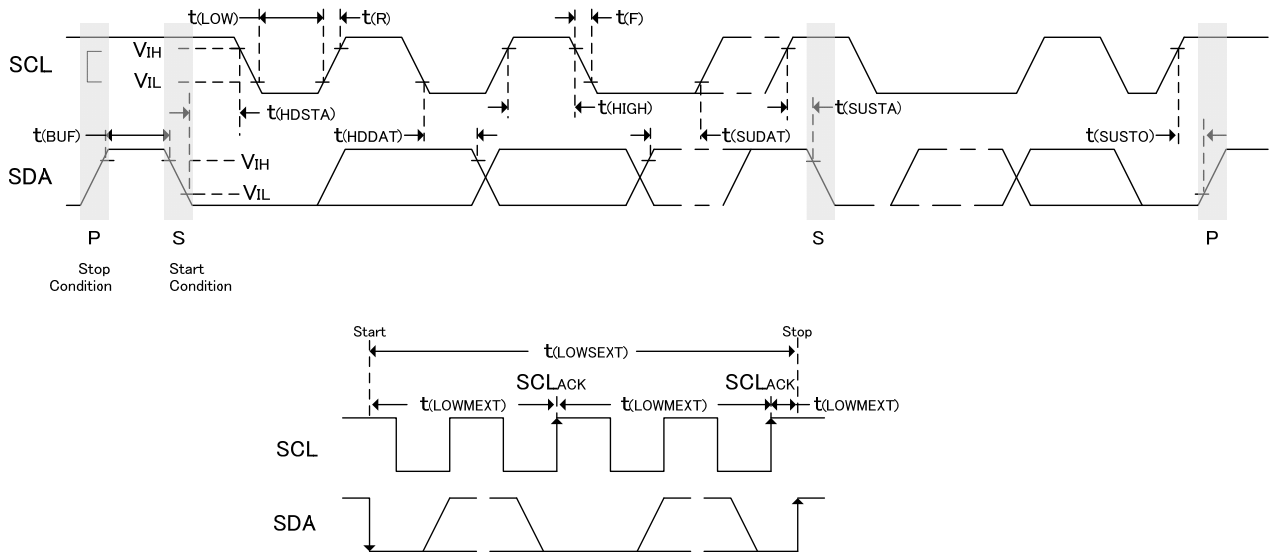 t(LOW)
t(R)
t(F)
SCL
VIH
VIL
t(HDSTA)
t(HIGH)
t(SUSTA)
t(BUF)
t(HDDAT)
t(SUDAT)
t(SUSTO)
SDA
VIH
VIL
P
S
S
P
Stop
Condition
Start
Condition
Start
Stop
t(LOWSEXT)
SCLACK
SCLACK
t(LOWMEXT)
t(LOWMEXT)
t(LOWMEXT)
SCL
SDA